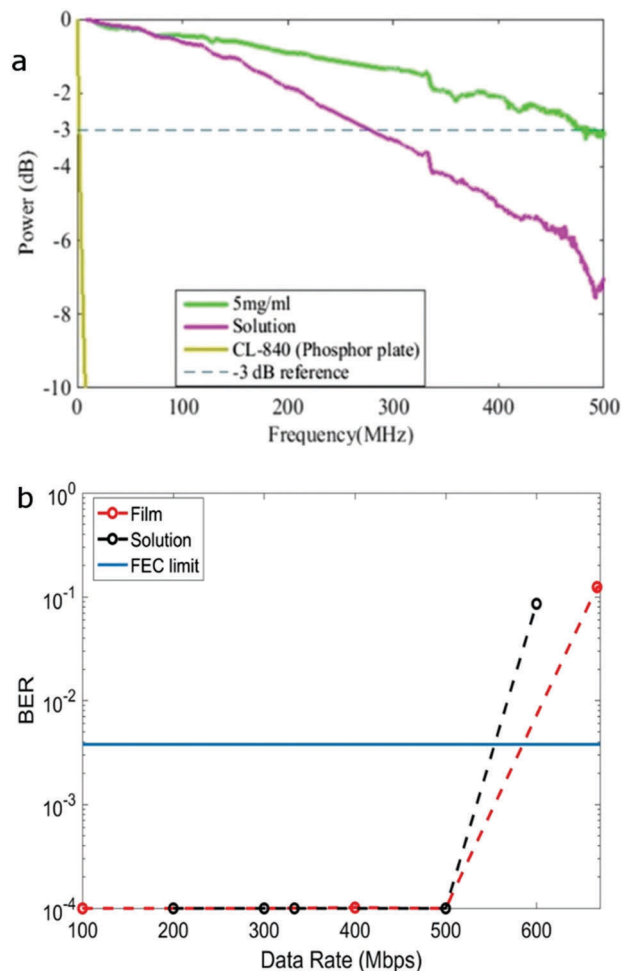 a
0
-2
-3
-4
-6
-8
-10
Power (dB)
5mg/ml
Solution
CL-840 (Phosphor plate)
-3 dB reference
0 100 200 300 400 500
Frequency(MHz)
b
10^0
10^-1
10^-2
10^-3
10^-4
BER
Film
Solution
FEC limit
100 200 300 400 500 600
Data Rate (Mbps)